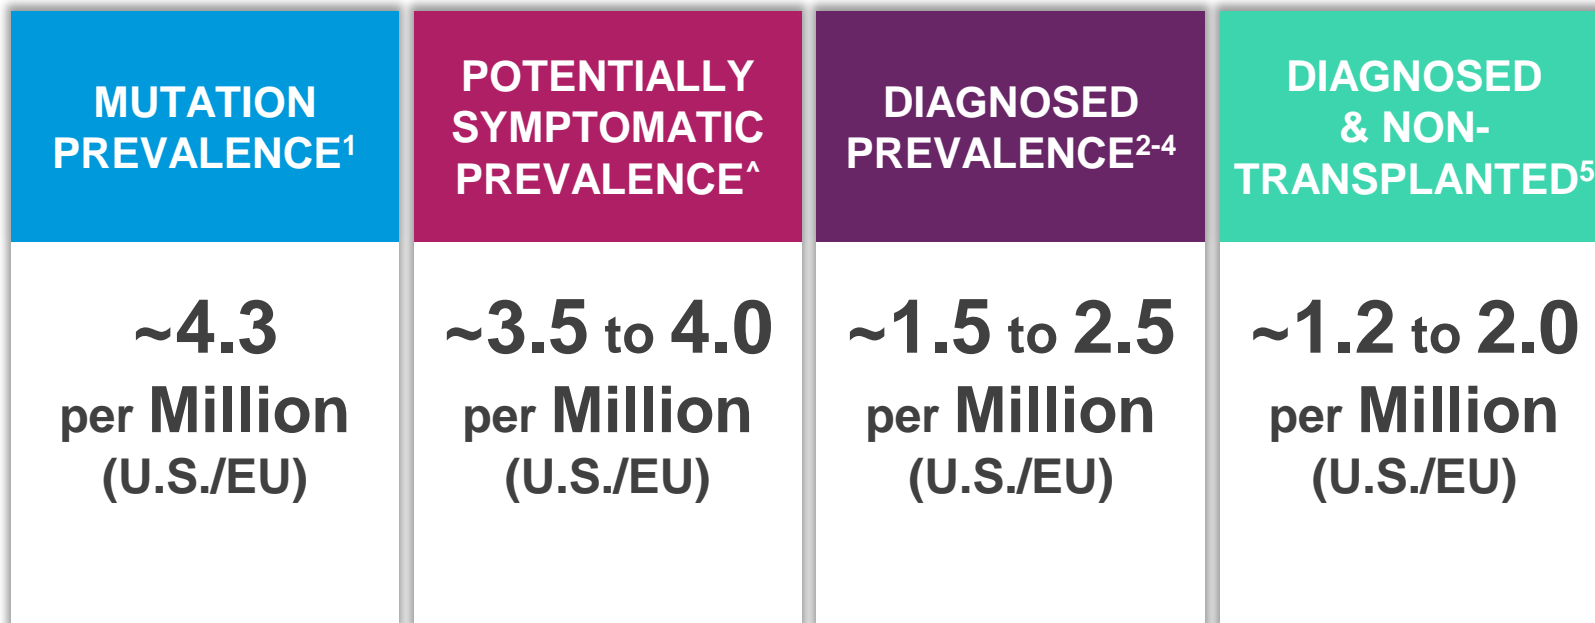 MUTATION
PREVALENCE¹
~4.3
per Million
(U.S./EU)
POTENTIALLY
SYMPTOMATIC
PREVALENCE^
~3.5 to 4.0
per Million
(U.S./EU)
DIAGNOSED
PREVALENCE²⁻⁴
~1.5 to 2.5
per Million
(U.S./EU)
DIAGNOSED
& NON-
TRANSPLANTED⁵
~1.2 to 2.0
per Million
(U.S./EU)